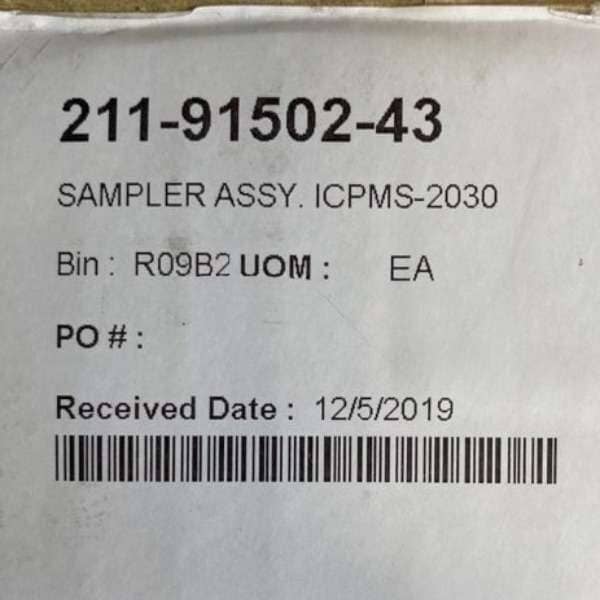 211-91502-43
SAMPLER ASSY. ICPMS-2030
Bin : R09B2 UOM : EA
PO # :
Received Date : 12/5/2019